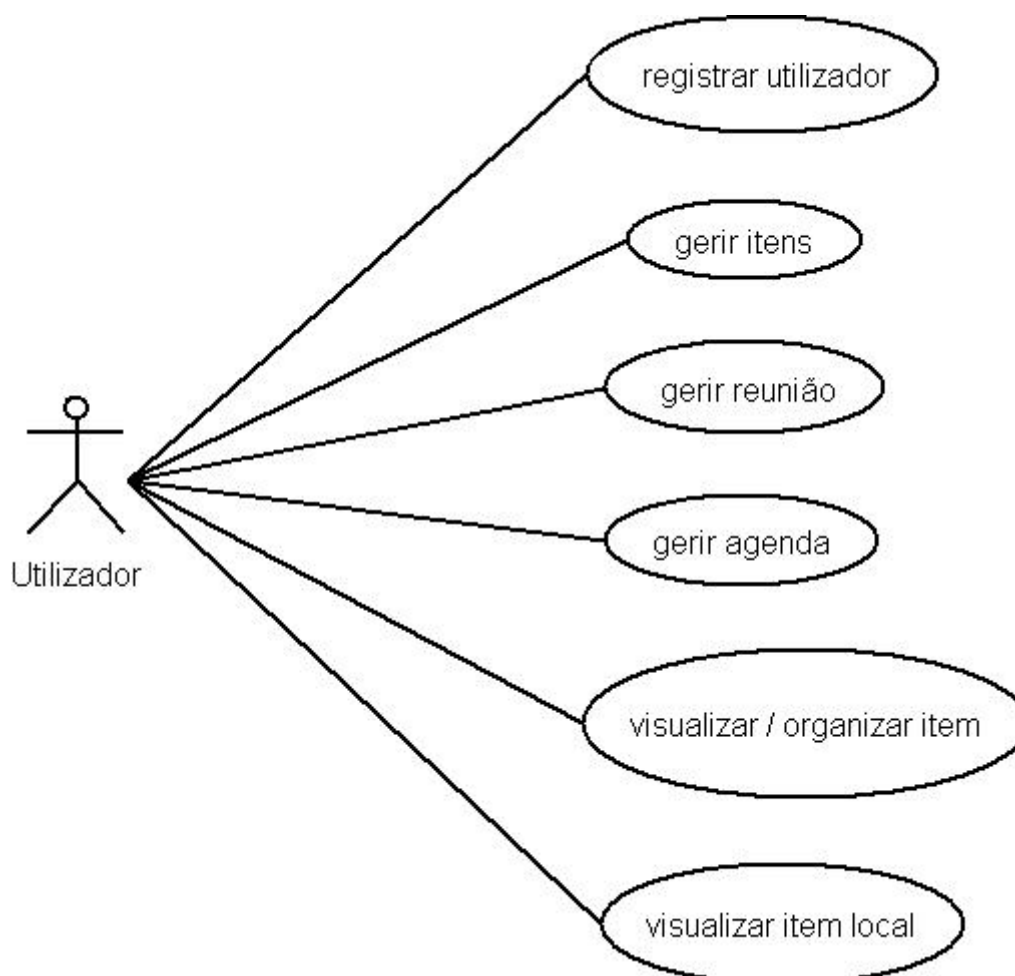 registrar utilizador
gerir itens
gerir reunião
gerir agenda
Utilizador
visualizar / organizar item
visualizar item local